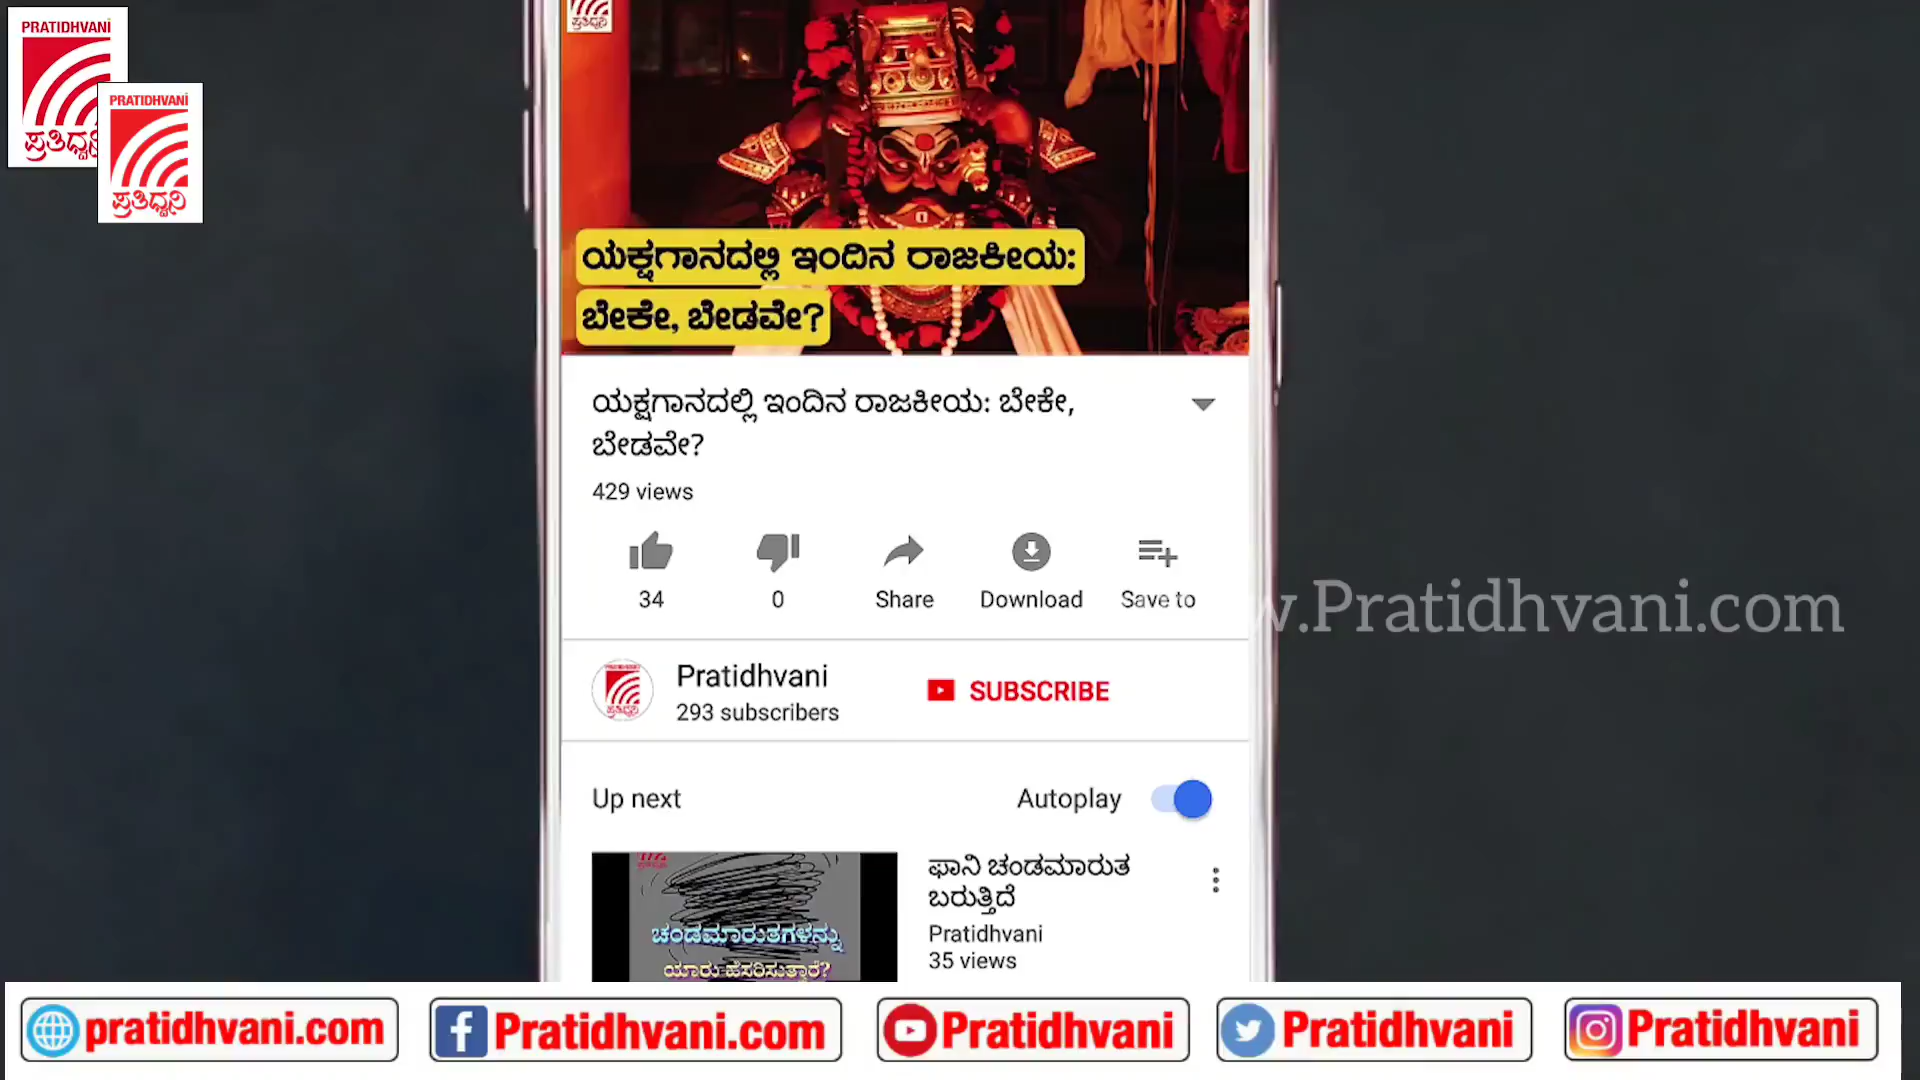 PRATIDHVANI
ಪ್ರತಿಧ್ವನಿ
PRATIDHVANI
ಪ್ರತಿಧ್ವನಿ
ಯಕ್ಷಗಾನದಲ್ಲಿ ಇಂದಿನ ರಾಜಕೀಯ:
ಬೇಕೇ, ಬೇಡವೇ?
ಯಕ್ಷಗಾನದಲ್ಲಿ ಇಂದಿನ ರಾಜಕೀಯ: ಬೇಕೇ,
ಬೇಡವೇ?
429 views
34 0 Share Download Save to
w.Pratidhvani.com
Pratidhvani
293 subscribers
SUBSCRIBE
Up next Autoplay
ಫಾನಿ ಚಂಡಮಾರುತ
ಬರುತ್ತಿದೆ
Pratidhvani
35 views
ಚಂಡಮಾರುತಗಳನ್ನು
ಯಾರು ಹೆಸರಿಸುತ್ತಾರೆ?
pratidhvani.com Pratidhvani.com Pratidhvani Pratidhvani Pratidhvani